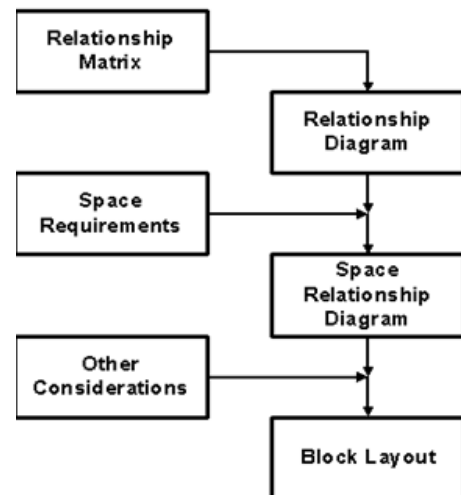 Relationship
Matrix
Relationship
Diagram
Space
Requirements
Space
Relationship
Diagram
Other
Considerations
Block Layout